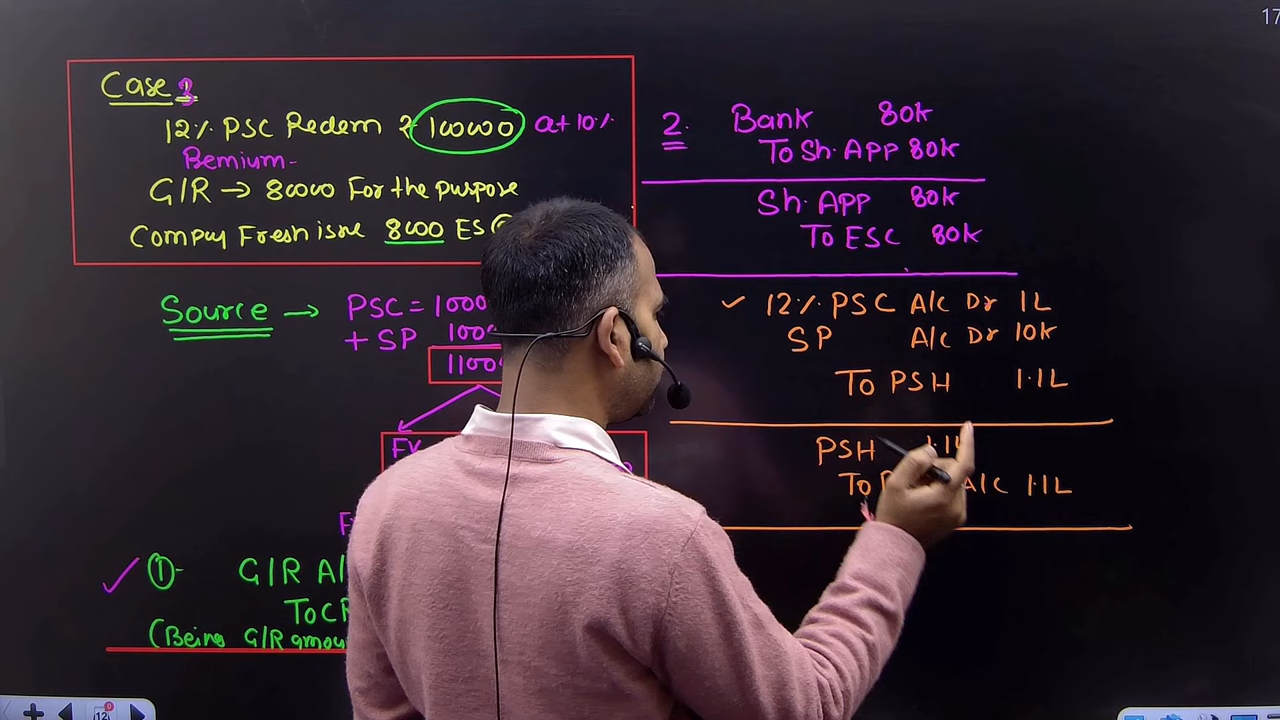 17
Case 3
12% PSC Redem ₹ 100000 at 10%
Bemium-
G/R → 80000 For the purpose
Compay Fresh issue 8000 ES @
Source → PSC = 1000
+ SP 100
1100
FV
① G/R A/
To CR
(Being G/R amou
2. Bank 80k
To Sh. APP 80k
Sh. App 80k
To ESC 80k
✓ 12% PSC A/c Dr 1L
SP A/c Dr 10k
To PSH 1.1L
PSH 1.1L
To A/c 1.1L
12